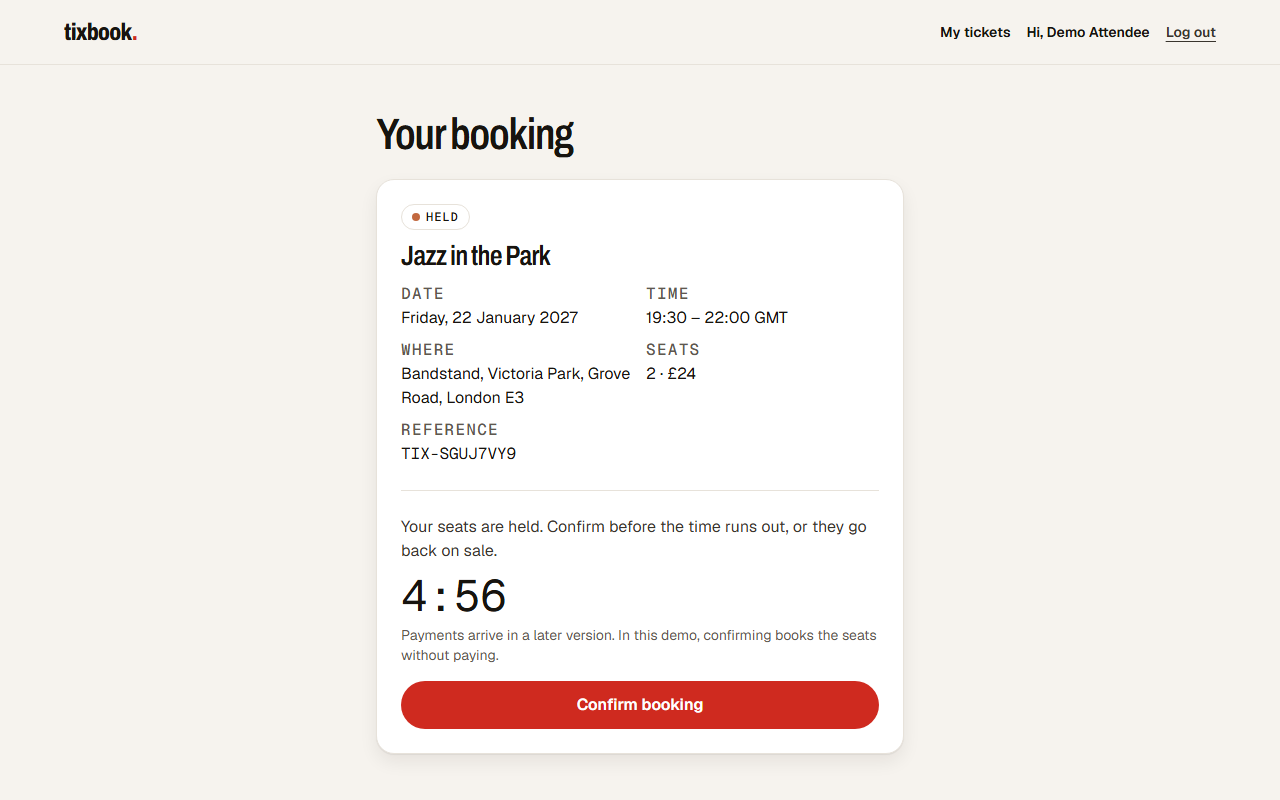 tixbook.
My tickets
Hi, Demo Attendee
Log out
Your booking
HELD
Jazz in the Park
DATE
Friday, 22 January 2027
TIME
19:30 – 22:00 GMT
WHERE
Bandstand, Victoria Park, Grove
Road, London E3
SEATS
2 · £24
REFERENCE
TIX-SGUJ7VY9
Your seats are held. Confirm before the time runs out, or they go
back on sale.
4:56
Payments arrive in a later version. In this demo, confirming books the seats
without paying.
Confirm booking